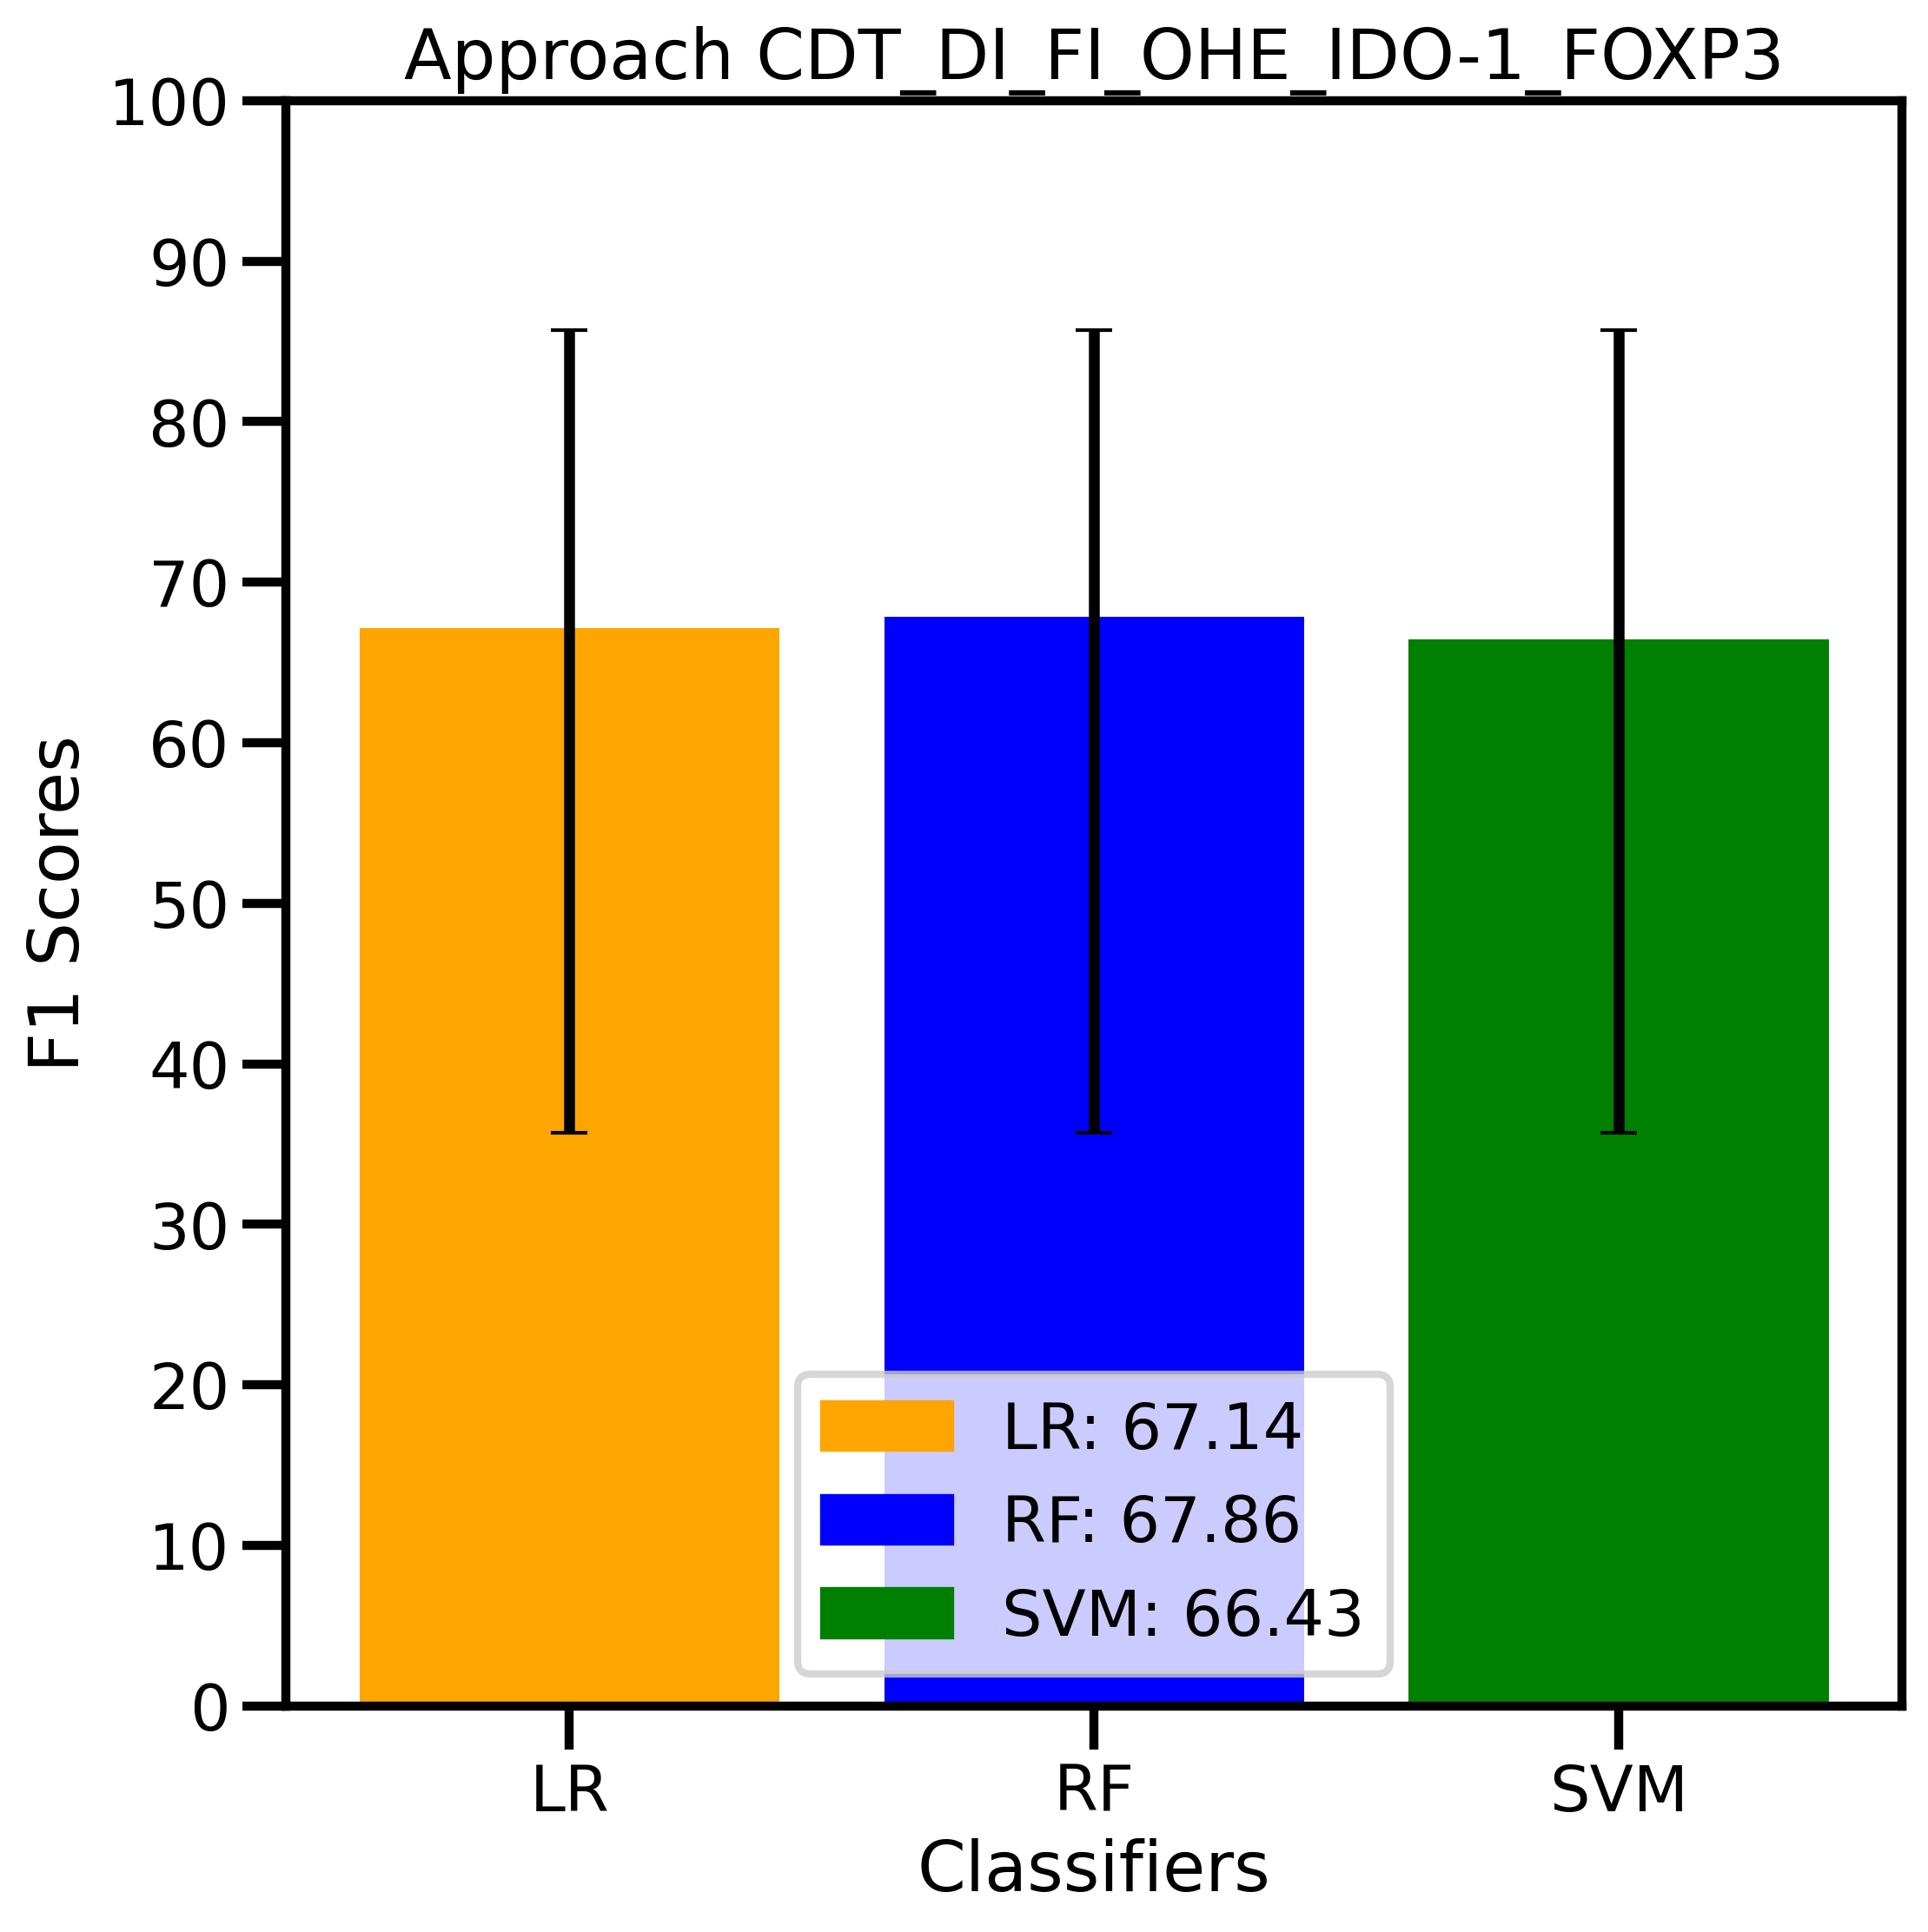 Approach CDT_DI_FI_OHE_IDO-1_FOXP3
100
90
80
70
60
50
40
30
20
10
0
F1 Scores
LR: 67.14
RF: 67.86
SVM: 66.43
LR
RF
SVM
Classifiers